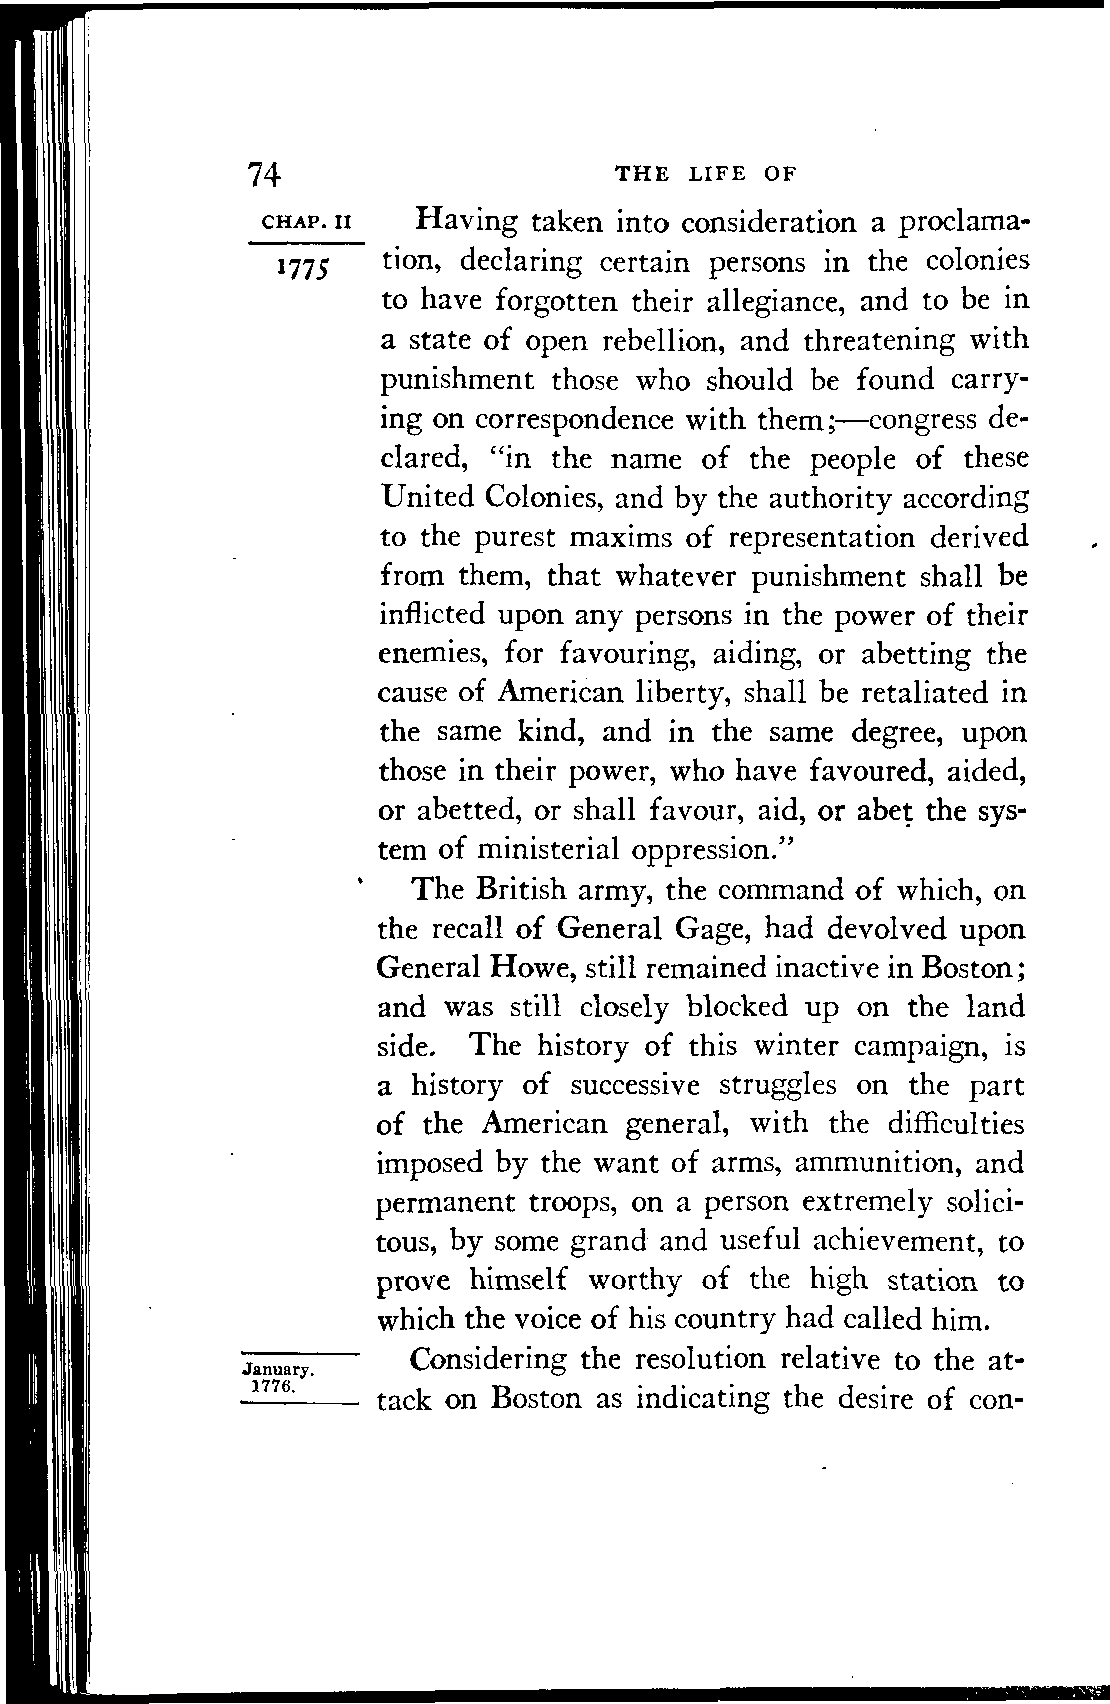 74 THE LIFE OF
CHAP. II
1775
Having taken into consideration a proclama-
tion, declaring certain persons in the colonies
to have forgotten their allegiance, and to be in
a state of open rebellion, and threatening with
punishment those who should be found carry-
ing on correspondence with them;—congress de-
clared, "in the name of the people of these
United Colonies, and by the authority according
to the purest maxims of representation derived
from them, that whatever punishment shall be
inflicted upon any persons in the power of their
enemies, for favouring, aiding, or abetting the
cause of American liberty, shall be retaliated in
the same kind, and in the same degree, upon
those in their power, who have favoured, aided,
or abetted, or shall favour, aid, or abet the sys-
tem of ministerial oppression."
The British army, the command of which, on
the recall of General Gage, had devolved upon
General Howe, still remained inactive in Boston;
and was still closely blocked up on the land
side. The history of this winter campaign, is
a history of successive struggles on the part
of the American general, with the difficulties
imposed by the want of arms, ammunition, and
permanent troops, on a person extremely solici-
tous, by some grand and useful achievement, to
prove himself worthy of the high station to
which the voice of his country had called him.
January.
1776.
Considering the resolution relative to the at-
tack on Boston as indicating the desire of con-